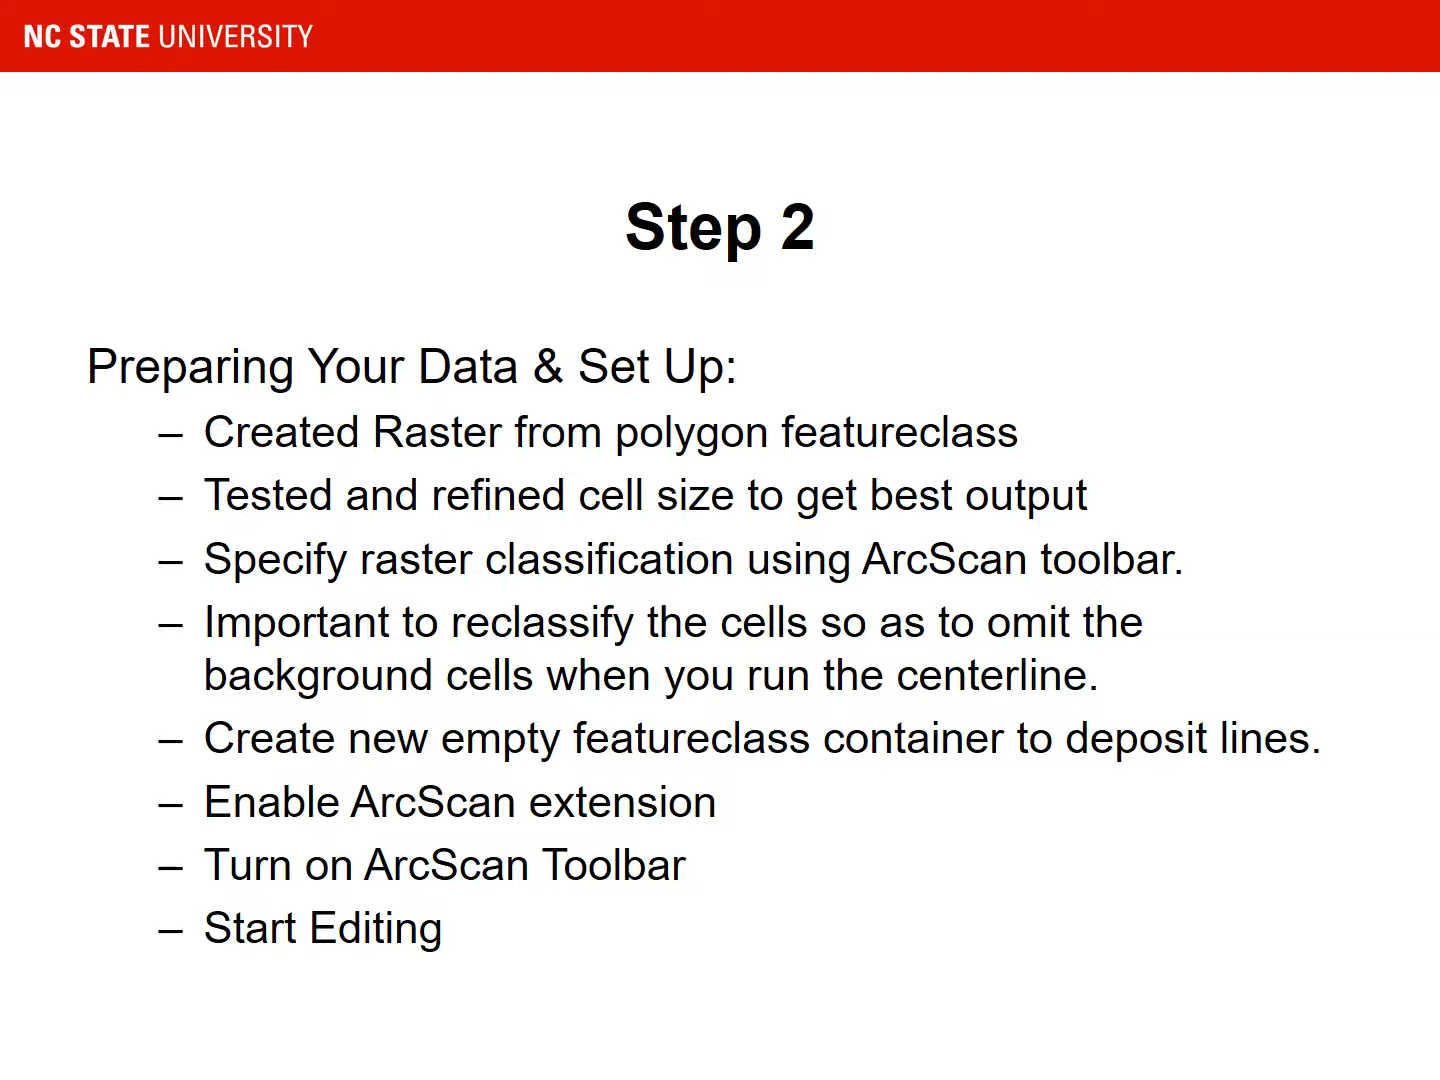 NC STATE UNIVERSITY
Step 2
Preparing Your Data & Set Up:
– Created Raster from polygon featureclass
– Tested and refined cell size to get best output
– Specify raster classification using ArcScan toolbar.
– Important to reclassify the cells so as to omit the
background cells when you run the centerline.
– Create new empty featureclass container to deposit lines.
– Enable ArcScan extension
– Turn on ArcScan Toolbar
– Start Editing